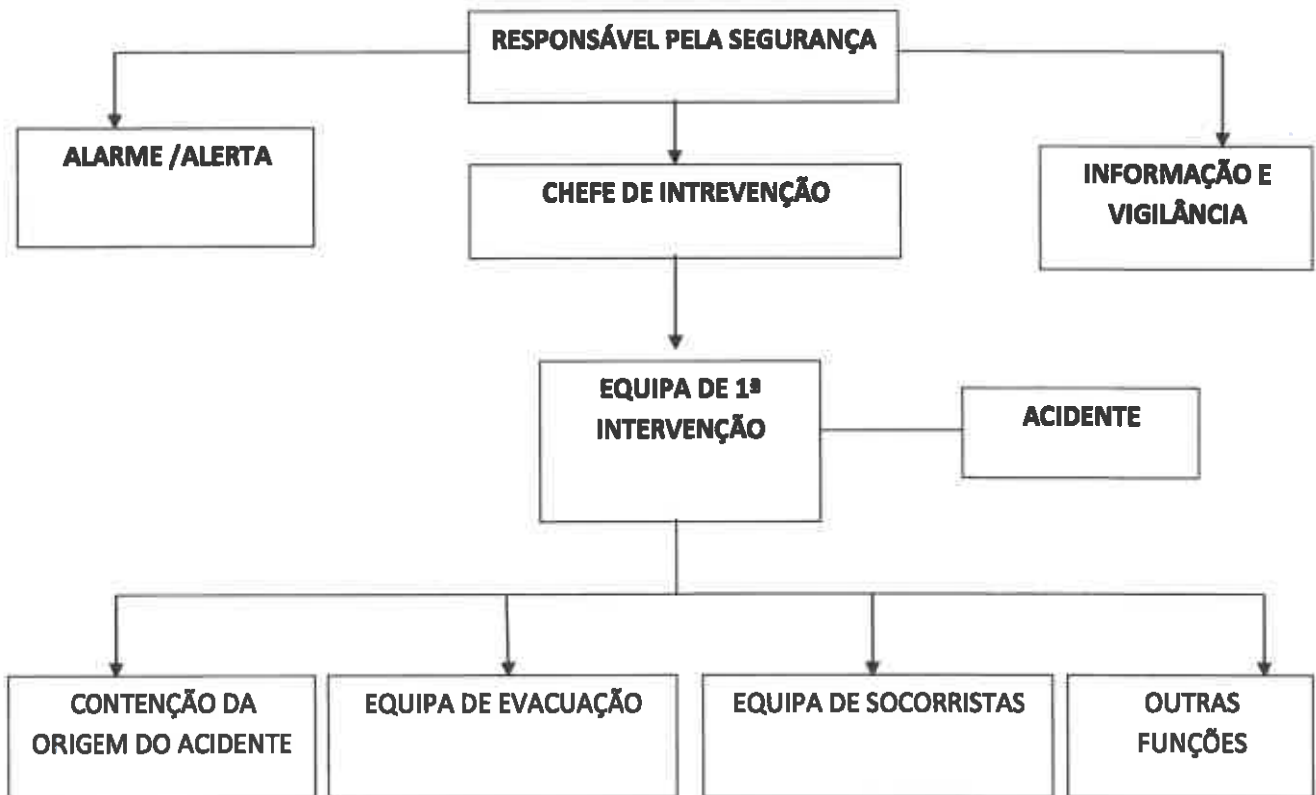 RESPONSÁVEL PELA SEGURANÇA
ALARME /ALERTA
CHEFE DE INTREVENÇÃO
INFORMAÇÃO E
VIGILÂNCIA
EQUIPA DE 1ª
INTERVENÇÃO
ACIDENTE
CONTENÇÃO DA
ORIGEM DO ACIDENTE
EQUIPA DE EVACUAÇÃO
EQUIPA DE SOCORRISTAS
OUTRAS
FUNÇÕES